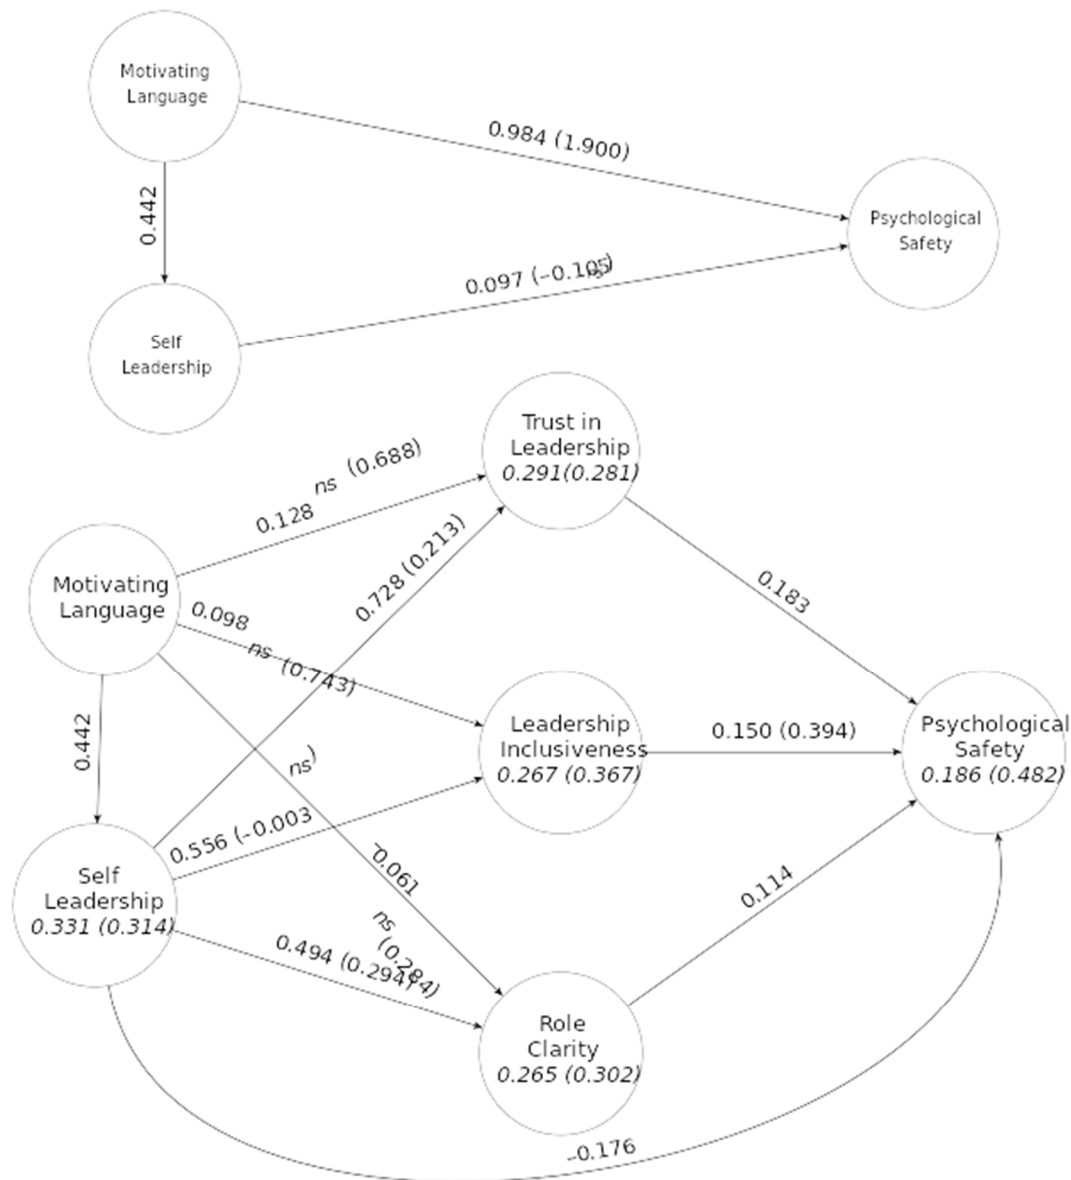 Motivating
Language
0.984 (1.900)
0.442
Psychological
Safety
0.097 (–0.105
ns)
Self
Leadership
Trust in
Leadership
0.291(0.281)
ns (0.688)
0.128
0.728 (0.213)
Motivating
Language
0.098
ns (0.743)
0.183
0.442
Leadership
Inclusiveness
0.267 (0.367)
0.150 (0.394)
Psychological
Safety
0.186 (0.482)
ns)
0.556 (–0.003
Self
Leadership
0.331 (0.314)
0.061
ns
0.494 (0.294)
0.114
Role
Clarity
0.265 (0.302)
–0.176